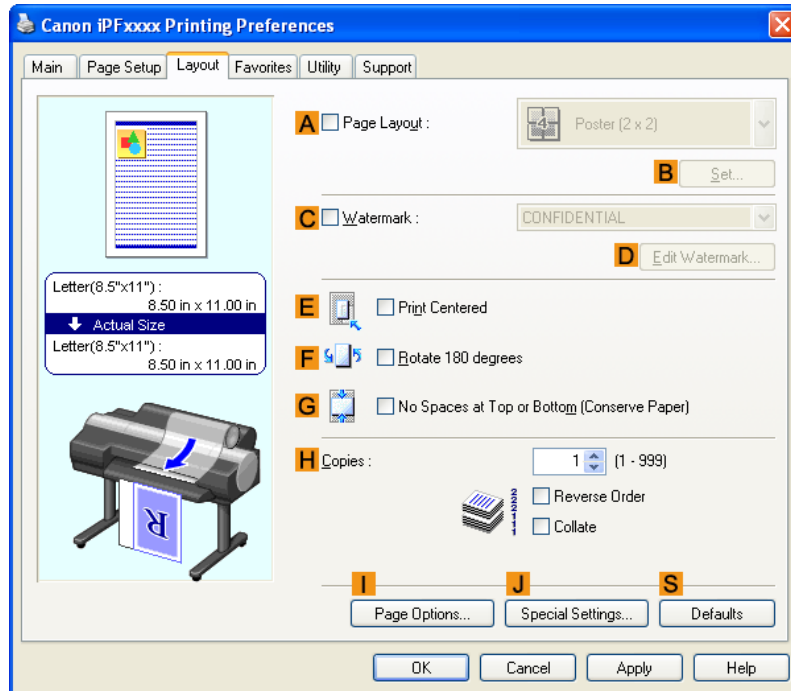 Canon iPFxxxx Printing Preferences
Main Page Setup Layout Favorites Utility Support
A Page Layout : 4 Poster (2 x 2)
B Set...
C Watermark : CONFIDENTIAL
D Edit Watermark...
Letter(8.5"x11") :
8.50 in x 11.00 in
Actual Size
Letter(8.5"x11") :
8.50 in x 11.00 in
R
E Print Centered
F Rotate 180 degrees
G No Spaces at Top or Bottom (Conserve Paper)
H Copies : 1 (1 - 999)
222111 Reverse Order
Collate
I J S
Page Options... Special Settings... Defaults
OK Cancel Apply Help